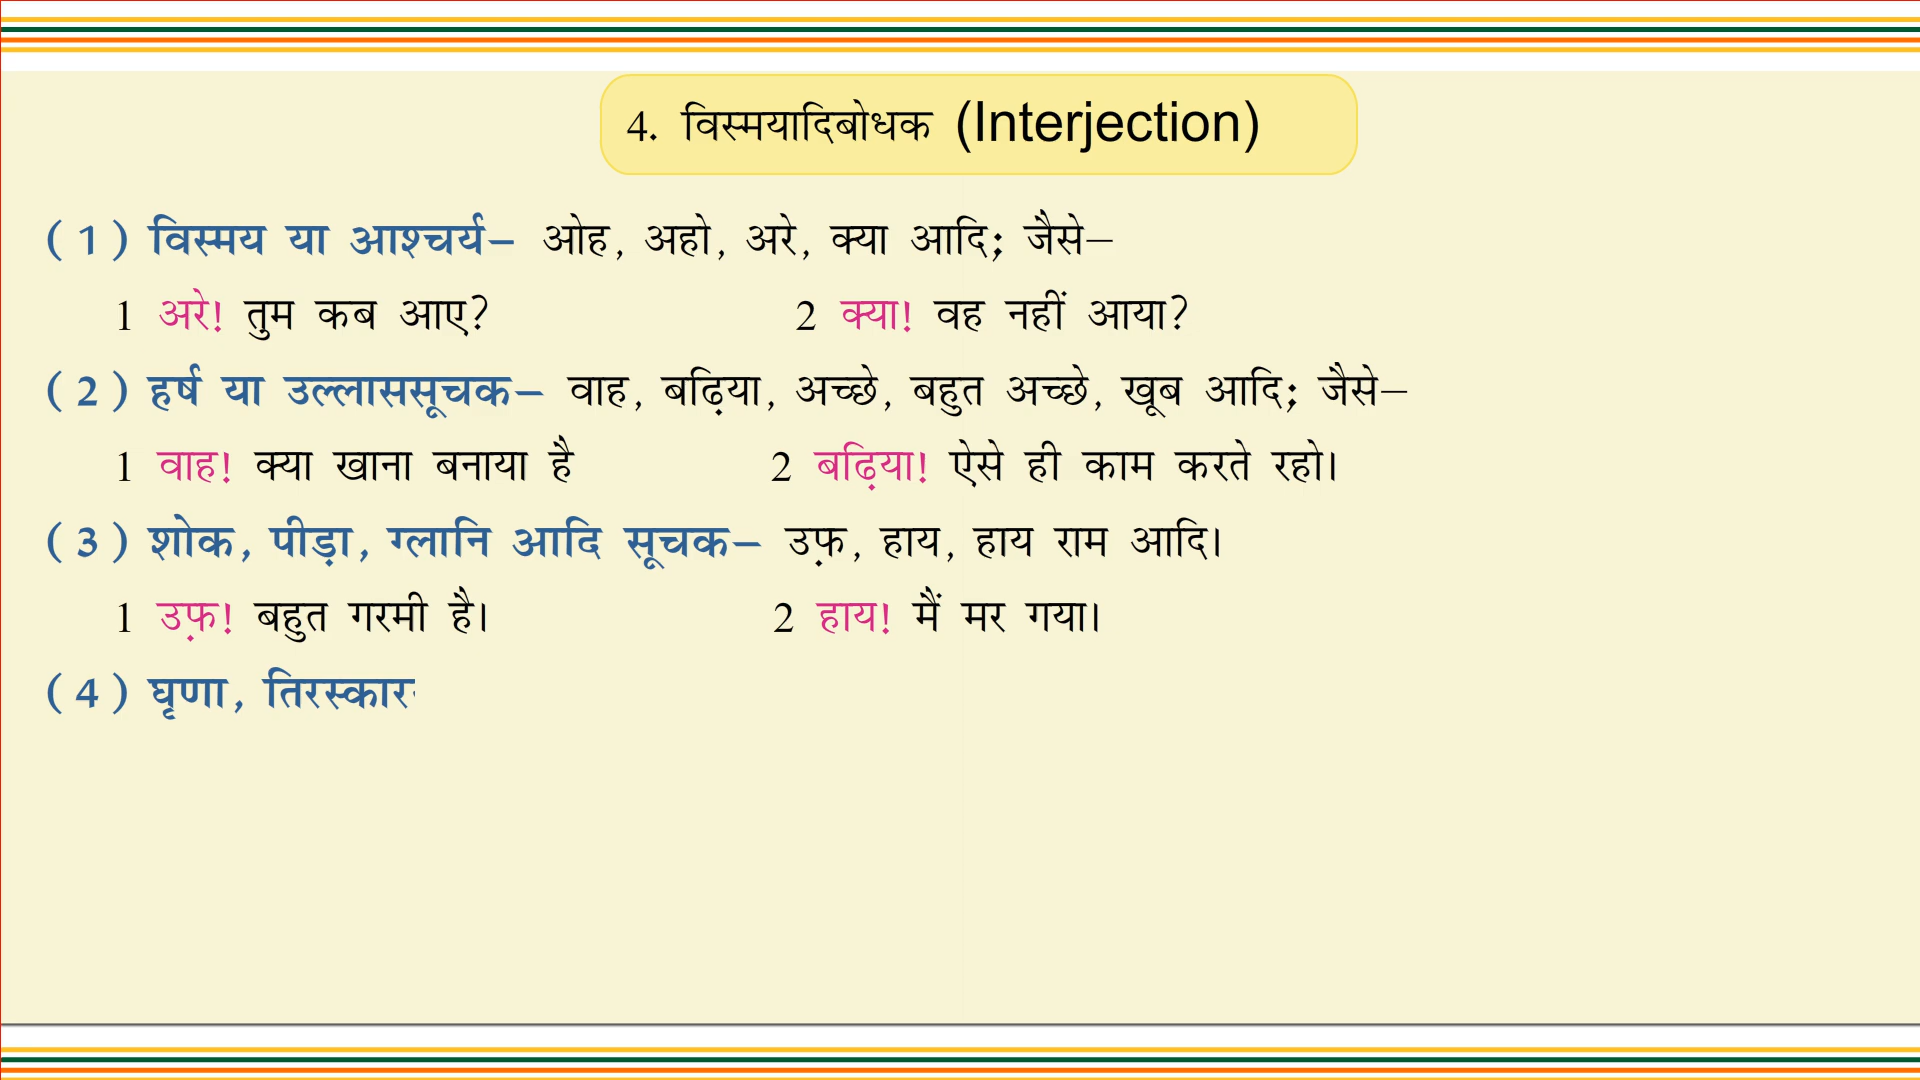 4. विस्मयादिबोधक (Interjection)
(1) विस्मय या आश्चर्य– ओह, अहो, अरे, क्या आदि; जैसे–
1 अरे! तुम कब आए? 2 क्या! वह नहीं आया?
(2) हर्ष या उल्लाससूचक– वाह, बढ़िया, अच्छे, बहुत अच्छे, खूब आदि; जैसे–
1 वाह! क्या खाना बनाया है 2 बढ़िया! ऐसे ही काम करते रहो।
(3) शोक, पीड़ा, ग्लानि आदि सूचक– उफ़, हाय, हाय राम आदि।
1 उफ़! बहुत गरमी है। 2 हाय! मैं मर गया।
(4) घृणा, तिरस्कार